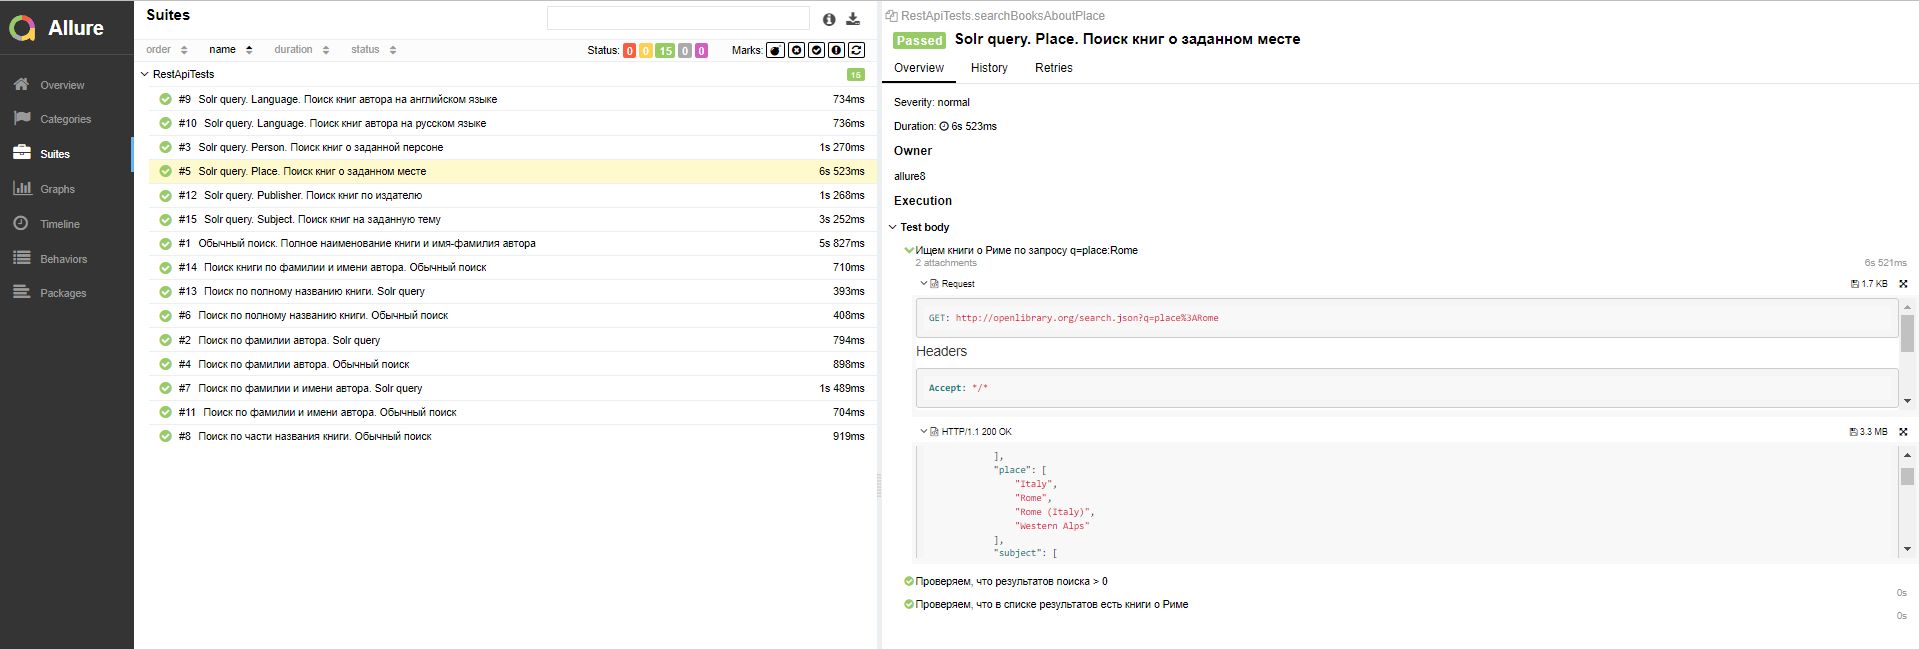 Allure
Overview
Categories
Suites
Graphs
Timeline
Behaviors
Packages
Suites
order name duration status Status: 0 0 15 0 0 Marks:
RestApiTests 15
#9 Solr query. Language. Поиск книг автора на английском языке 734ms
#10 Solr query. Language. Поиск книг автора на русском языке 736ms
#3 Solr query. Person. Поиск книг о заданной персоне 1s 270ms
#5 Solr query. Place. Поиск книг о заданном месте 6s 523ms
#12 Solr query. Publisher. Поиск книг по издателю 1s 268ms
#15 Solr query. Subject. Поиск книг на заданную тему 3s 252ms
#1 Обычный поиск. Полное наименование книги и имя-фамилия автора 5s 827ms
#14 Поиск книги по фамилии и имени автора. Обычный поиск 710ms
#13 Поиск по полному названию книги. Solr query 393ms
#6 Поиск по полному названию книги. Обычный поиск 408ms
#2 Поиск по фамилии автора. Solr query 794ms
#4 Поиск по фамилии автора. Обычный поиск 898ms
#7 Поиск по фамилии и имени автора. Solr query 1s 489ms
#11 Поиск по фамилии и имени автора. Обычный поиск 704ms
#8 Поиск по части названия книги. Обычный поиск 919ms
RestApiTests.searchBooksAboutPlace
Passed Solr query. Place. Поиск книг о заданном месте
Overview History Retries
Severity: normal
Duration: 6s 523ms
Owner
allure8
Execution
Test body
Ищем книги о Риме по запросу q=place:Rome
2 attachments 6s 521ms
Request 1.7 KB
GET: http://openlibrary.org/search.json?q=place%3ARome
Headers
Accept: */*
HTTP/1.1 200 OK 3.3 MB
],
"place": [
"Italy",
"Rome",
"Rome (Italy)",
"Western Alps"
],
"subject": [
Проверяем, что результатов поиска > 0
0s
Проверяем, что в списке результатов есть книги о Риме
0s